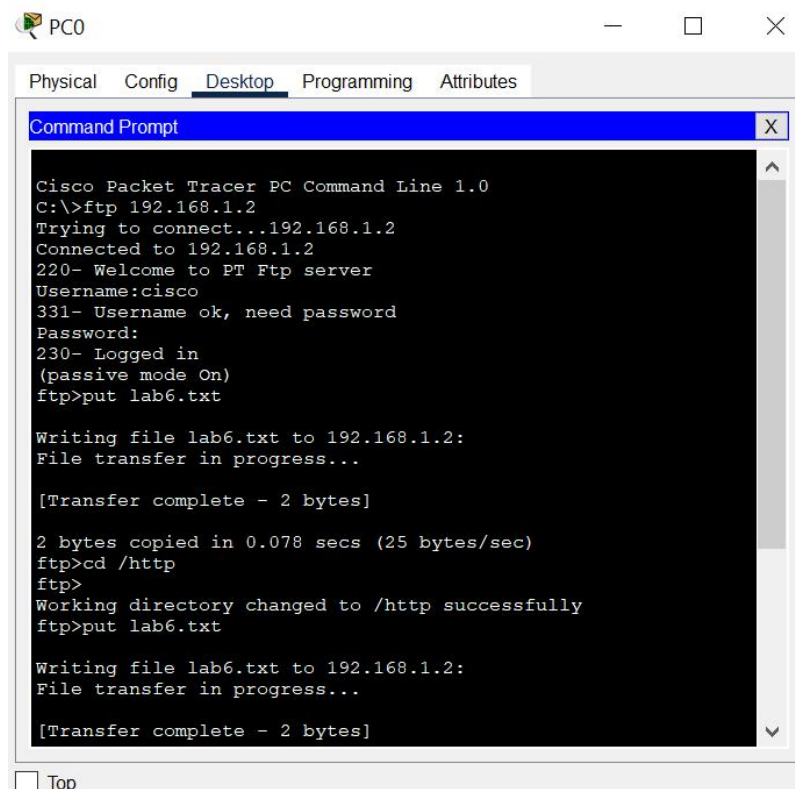 PC0
Physical Config Desktop Programming Attributes
Command Prompt
X
Cisco Packet Tracer PC Command Line 1.0
C:\>ftp 192.168.1.2
Trying to connect...192.168.1.2
Connected to 192.168.1.2
220- Welcome to PT Ftp server
Username:cisco
331- Username ok, need password
Password:
230- Logged in
(passive mode On)
ftp>put lab6.txt
Writing file lab6.txt to 192.168.1.2:
File transfer in progress...
[Transfer complete - 2 bytes]
2 bytes copied in 0.078 secs (25 bytes/sec)
ftp>cd /http
ftp>
Working directory changed to /http successfully
ftp>put lab6.txt
Writing file lab6.txt to 192.168.1.2:
File transfer in progress...
[Transfer complete - 2 bytes]
Top